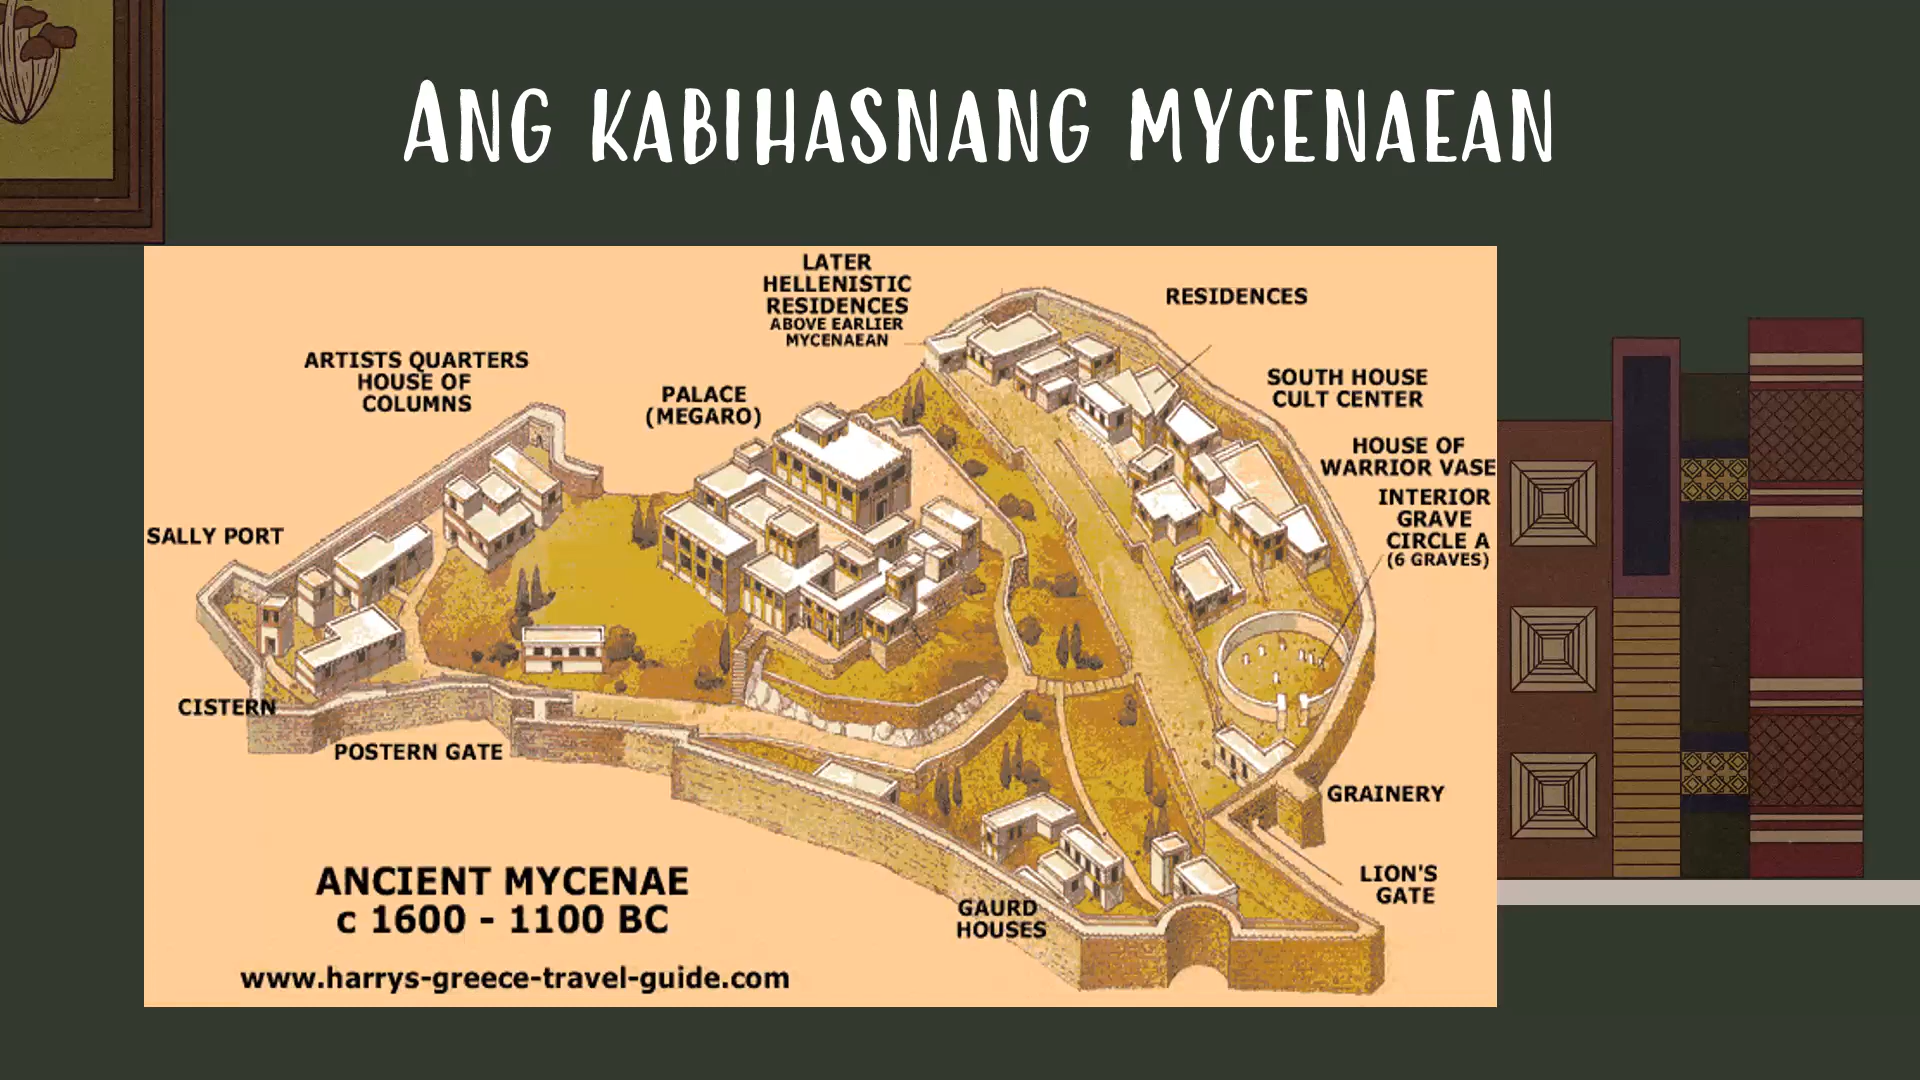 ANG KABIHASNANG MYCENAEAN
LATER
HELLENISTIC
RESIDENCES
ABOVE EARLIER
MYCENAEAN
RESIDENCES
ARTISTS QUARTERS
HOUSE OF
COLUMNS
PALACE
(MEGARO)
SOUTH HOUSE
CULT CENTER
HOUSE OF
WARRIOR VASE
INTERIOR
GRAVE
CIRCLE A
(6 GRAVES)
SALLY PORT
CISTERN
POSTERN GATE
GRAINERY
LION'S
GATE
GAURD
HOUSES
ANCIENT MYCENAE
c 1600 - 1100 BC
www.harrys-greece-travel-guide.com